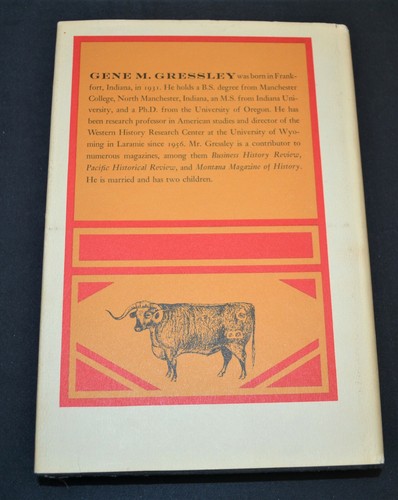 GENE M. GRESSLEY was born in Frank-
fort, Indiana, in 1931. He holds a B.S. degree from Manchester
College, North Manchester, Indiana, an M.S. from Indiana Uni-
versity, and a Ph.D. from the University of Oregon. He has
been research professor in American studies and director of the
Western History Research Center at the University of Wyo-
ming in Laramie since 1956. Mr. Gressley is a contributor to
numerous magazines, among them Business History Review,
Pacific Historical Review, and Montana Magazine of History.
He is married and has two children.